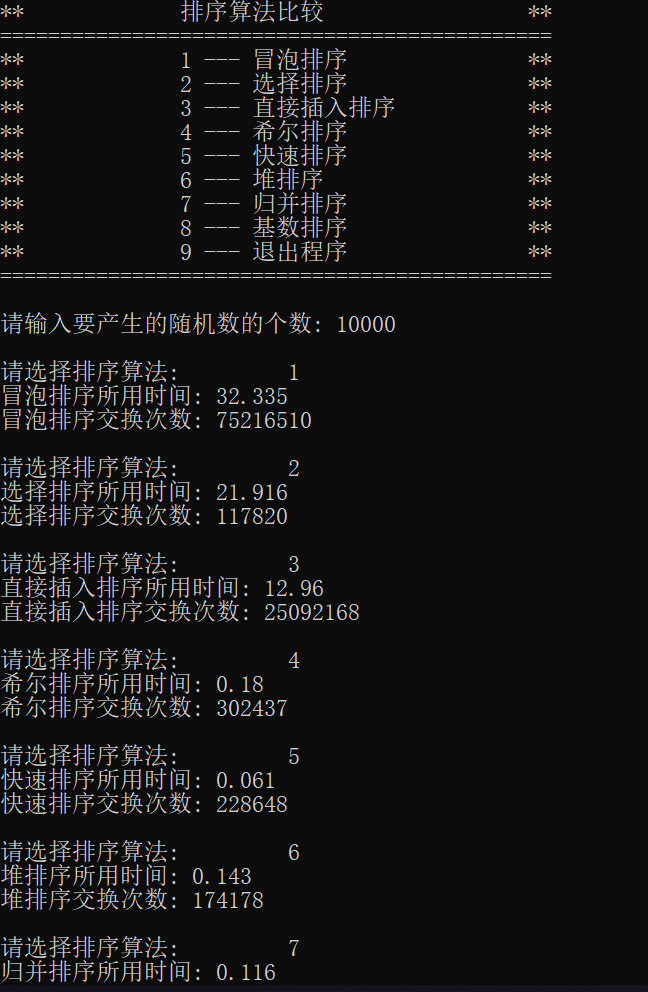 ** 排序算法比较 **
==============================================
** 1 --- 冒泡排序 **
** 2 --- 选择排序 **
** 3 --- 直接插入排序 **
** 4 --- 希尔排序 **
** 5 --- 快速排序 **
** 6 --- 堆排序 **
** 7 --- 归并排序 **
** 8 --- 基数排序 **
** 9 --- 退出程序 **
==============================================
请输入要产生的随机数的个数: 10000
请选择排序算法: 1
冒泡排序所用时间: 32.335
冒泡排序交换次数: 75216510
请选择排序算法: 2
选择排序所用时间: 21.916
选择排序交换次数: 117820
请选择排序算法: 3
直接插入排序所用时间: 12.96
直接插入排序交换次数: 25092168
请选择排序算法: 4
希尔排序所用时间: 0.18
希尔排序交换次数: 302437
请选择排序算法: 5
快速排序所用时间: 0.061
快速排序交换次数: 228648
请选择排序算法: 6
堆排序所用时间: 0.143
堆排序交换次数: 174178
请选择排序算法: 7
归并排序所用时间: 0.116